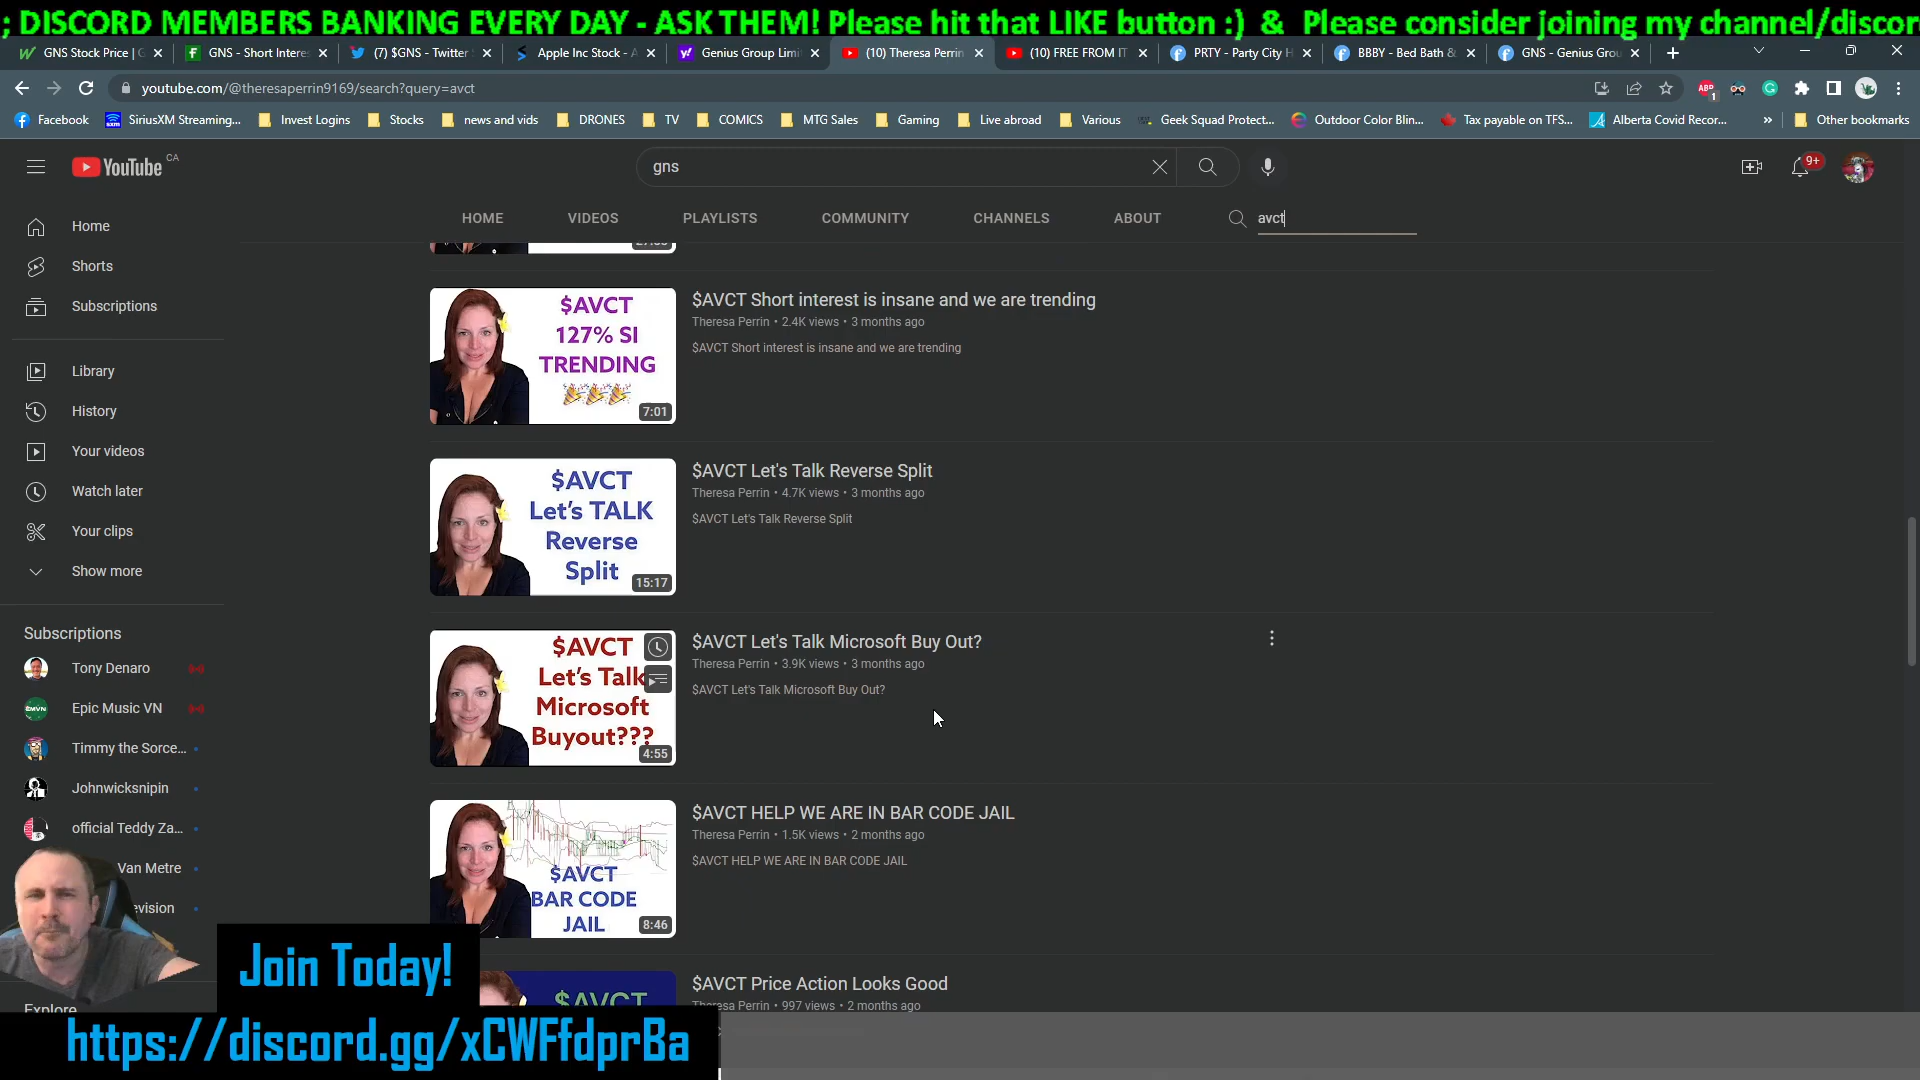 ; DISCORD MEMBERS BANKING EVERY DAY - ASK THEM! Please hit that LIKE button :) & Please consider joining my channel/discor
GNS Stock Price | G
GNS - Short Interes
(7) $GNS - Twitter
Apple Inc Stock - A
Genius Group Limi
(10) Theresa Perrin
(10) FREE FROM IT
PRTY - Party City H
BBBY - Bed Bath &
GNS - Genius Grou
youtube.com/@theresaperrin9169/search?query=avct
ABP
1
Facebook
SiriusXM Streaming...
Invest Logins
Stocks
news and vids
DRONES
TV
COMICS
MTG Sales
Gaming
Live abroad
Various
Geek Squad Protect...
Outdoor Color Blin...
Tax payable on TFS...
Alberta Covid Recor...
»
Other bookmarks
YouTube CA
gns
9+
HOME
VIDEOS
PLAYLISTS
COMMUNITY
CHANNELS
ABOUT
avct
Home
Shorts
Subscriptions
Library
History
Your videos
Watch later
Your clips
Show more
Subscriptions
Tony Denaro
Epic Music VN
Timmy the Sorce...
Johnwicksnipin
official Teddy Za...
Van Metre
evision
Explore
$AVCT
127% SI
TRENDING
7:01
$AVCT Short interest is insane and we are trending
Theresa Perrin • 2.4K views • 3 months ago
$AVCT Short interest is insane and we are trending
$AVCT
Let's TALK
Reverse
Split
15:17
$AVCT Let's Talk Reverse Split
Theresa Perrin • 4.7K views • 3 months ago
$AVCT Let's Talk Reverse Split
$AVCT
Let's Talk
Microsoft
Buyout???
4:55
$AVCT Let's Talk Microsoft Buy Out?
Theresa Perrin • 3.9K views • 3 months ago
$AVCT Let's Talk Microsoft Buy Out?
$AVCT
BAR CODE
JAIL
8:46
$AVCT HELP WE ARE IN BAR CODE JAIL
Theresa Perrin • 1.5K views • 2 months ago
$AVCT HELP WE ARE IN BAR CODE JAIL
$AVCT
$AVCT Price Action Looks Good
sa Perrin • 997 views • 2 months ago
Join Today!
https://discord.gg/xCWFfdprBa